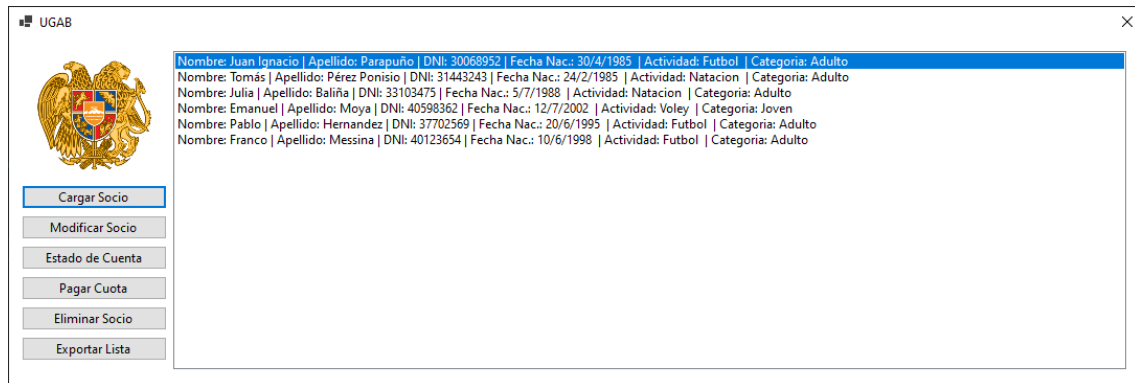 UGAB
Nombre: Juan Ignacio | Apellido: Parapuño | DNI: 30068952 | Fecha Nac.: 30/4/1985 | Actividad: Futbol | Categoria: Adulto
Nombre: Tomás | Apellido: Pérez Ponisio | DNI: 31443243 | Fecha Nac.: 24/2/1985 | Actividad: Natacion | Categoria: Adulto
Nombre: Julia | Apellido: Baliña | DNI: 33103475 | Fecha Nac.: 5/7/1988 | Actividad: Natacion | Categoria: Adulto
Nombre: Emanuel | Apellido: Moya | DNI: 40598362 | Fecha Nac.: 12/7/2002 | Actividad: Voley | Categoria: Joven
Nombre: Pablo | Apellido: Hernandez | DNI: 37702569 | Fecha Nac.: 20/6/1995 | Actividad: Futbol | Categoria: Adulto
Nombre: Franco | Apellido: Messina | DNI: 40123654 | Fecha Nac.: 10/6/1998 | Actividad: Futbol | Categoria: Adulto
Cargar Socio
Modificar Socio
Estado de Cuenta
Pagar Cuota
Eliminar Socio
Exportar Lista